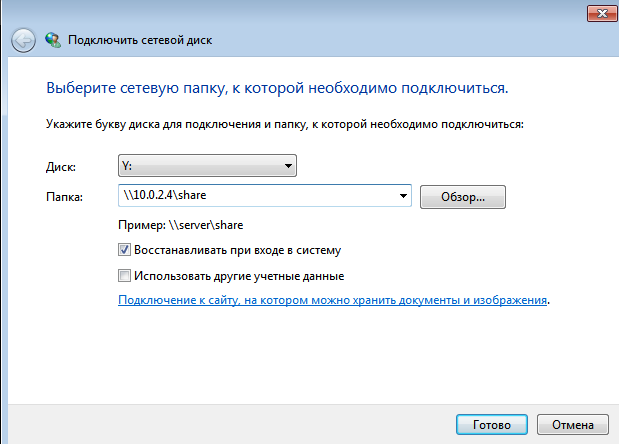 Подключить сетевой диск
Выберите сетевую папку, к которой необходимо подключиться.
Укажите букву диска для подключения и папку, к которой необходимо подключиться:
Диск: Y:
Папка: \\10.0.2.4\share Обзор...
Пример: \\server\share
Восстанавливать при входе в систему
Использовать другие учетные данные
Подключение к сайту, на котором можно хранить документы и изображения.
Готово Отмена